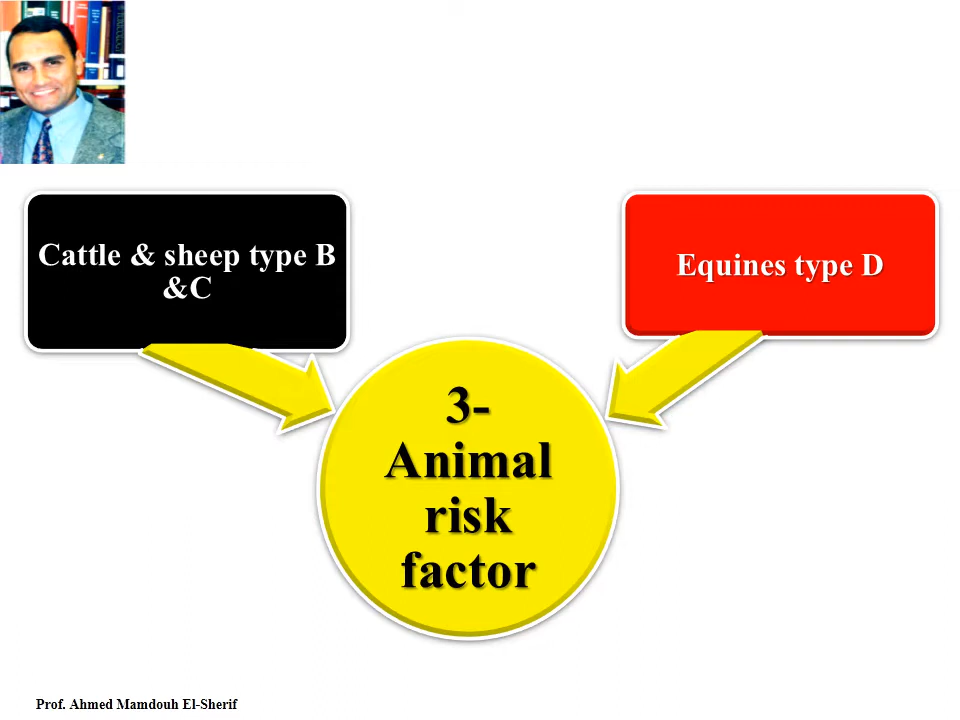 Cattle & sheep type B
&C
Equines type D
3-
Animal
risk
factor
Prof. Ahmed Mamdouh El-Sherif